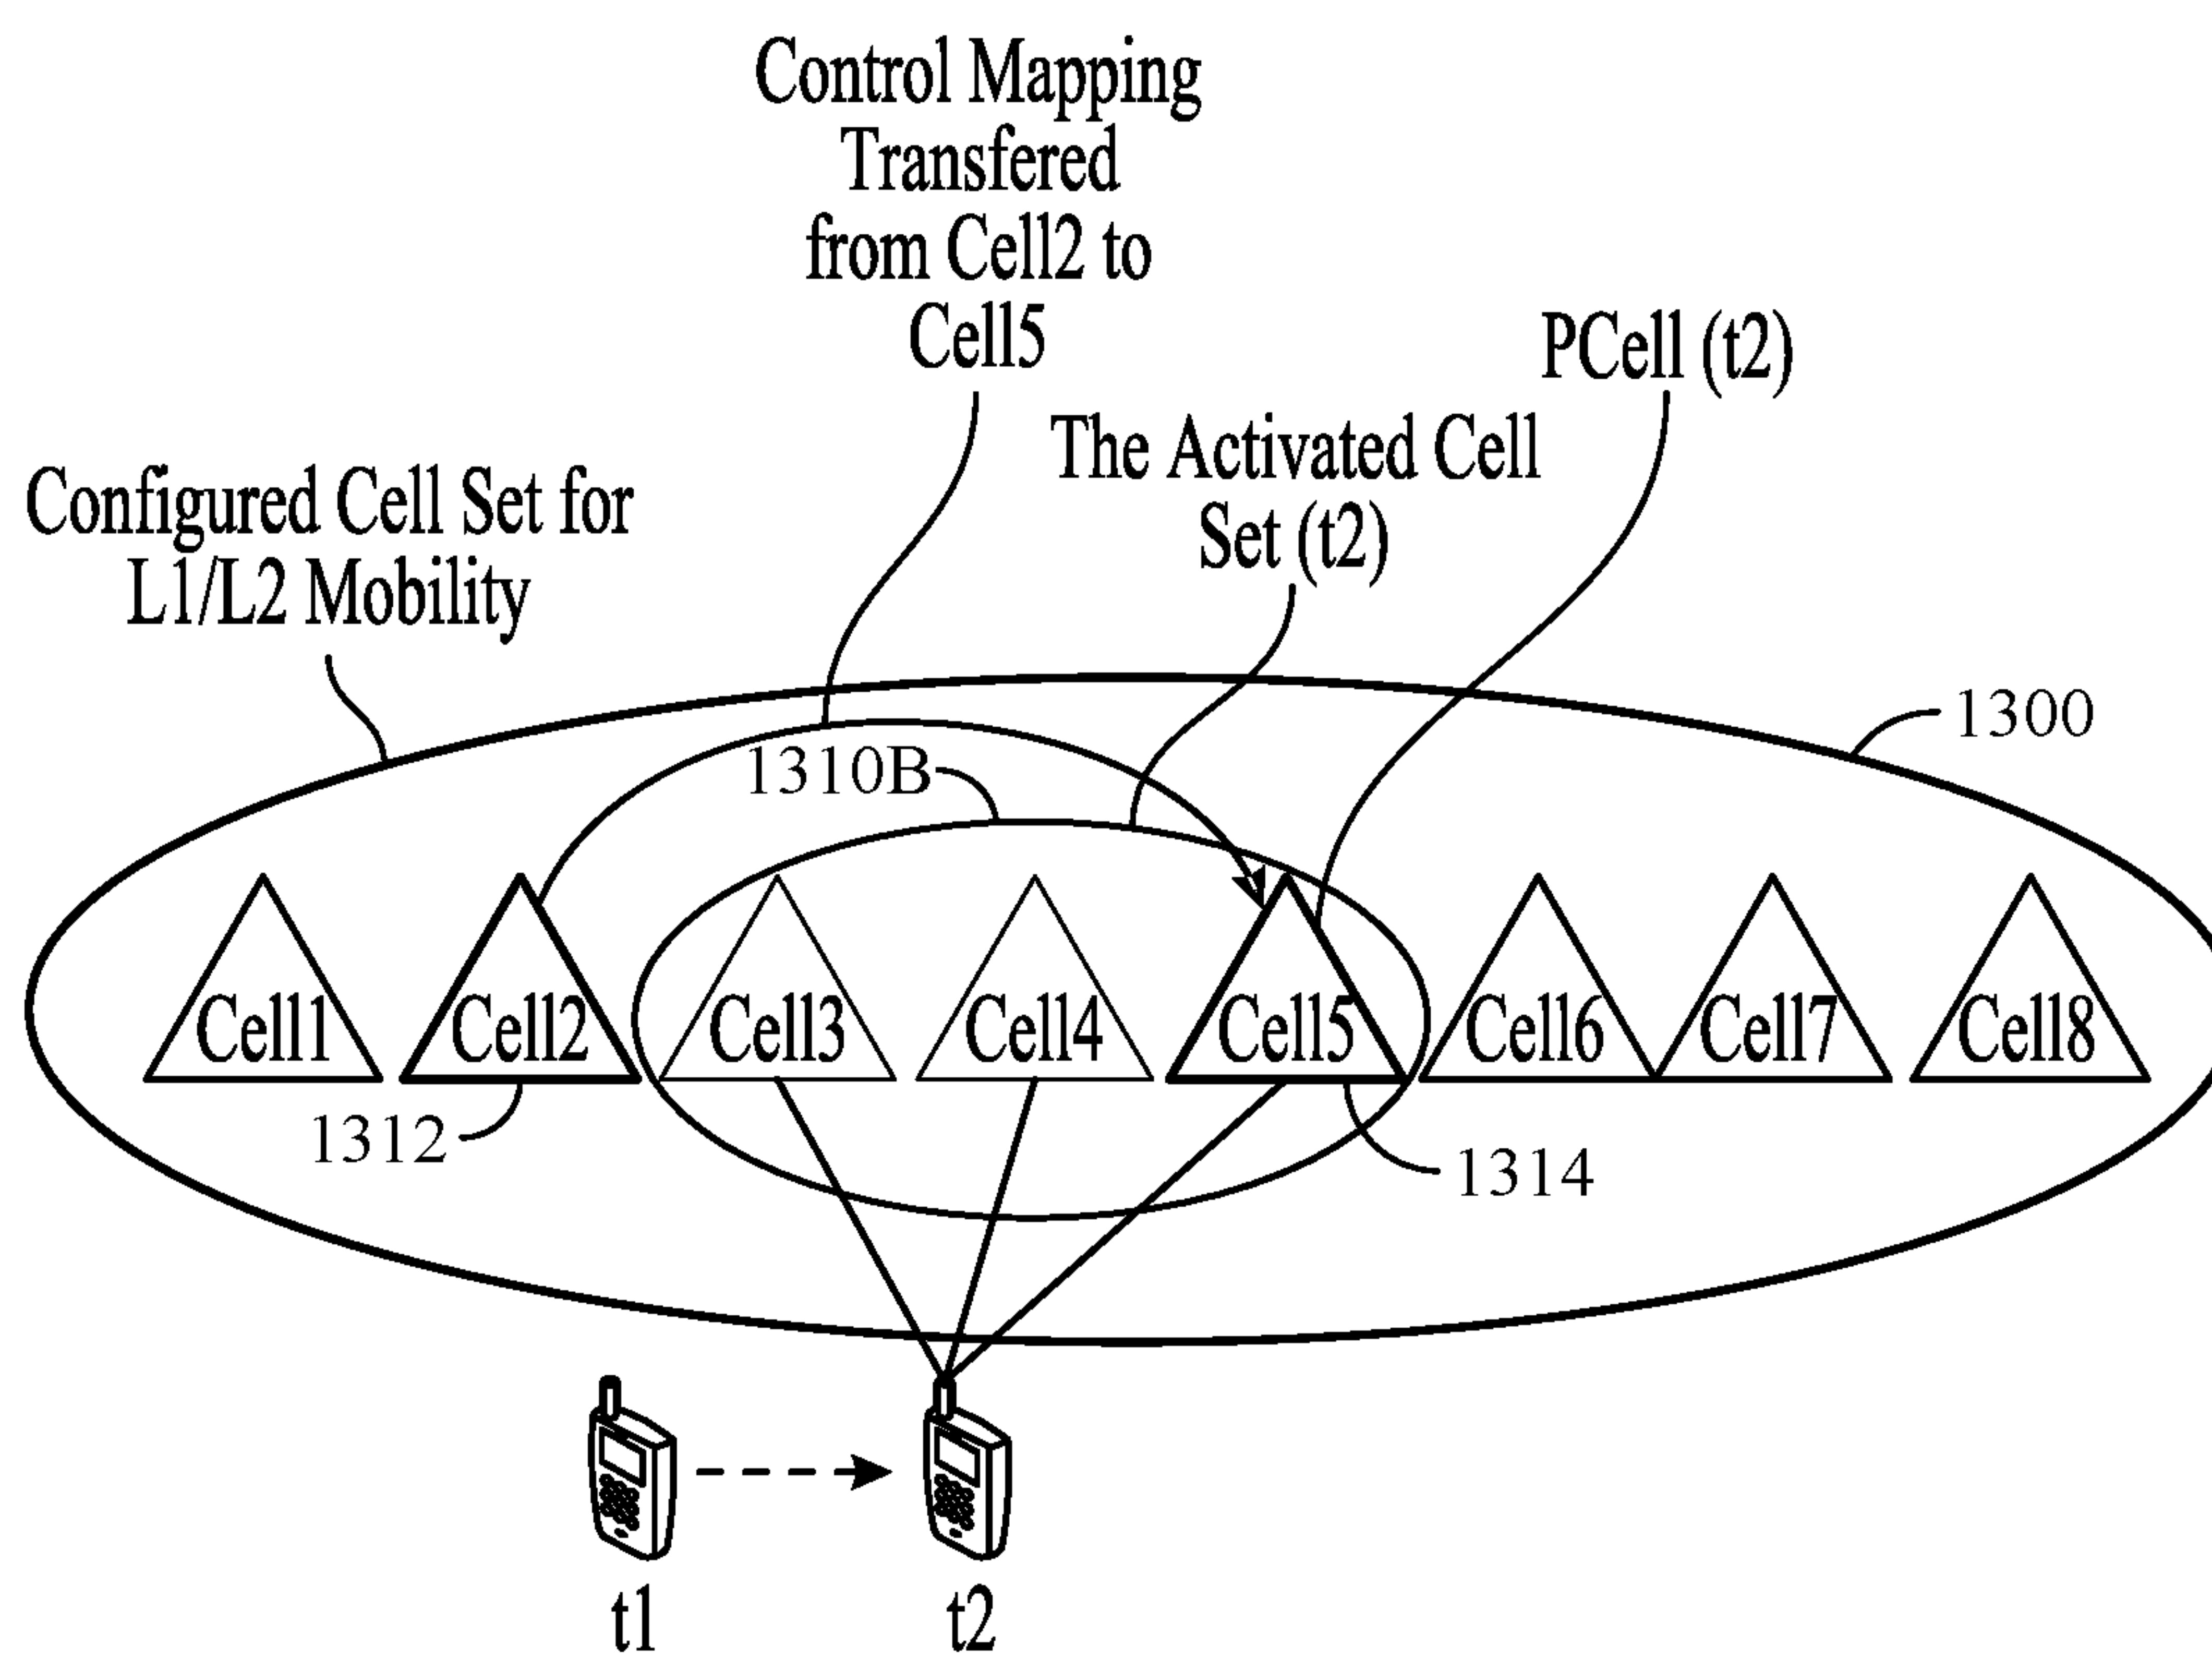 Control Mapping
Transfered
from Cell2 to
Cell5
PCell (t2)
The Activated Cell
Set (t2)
Configured Cell Set for
L1/L2 Mobility
1300
1310B
Cell1
Cell2
Cell3
Cell4
Cell5
Cell6
Cell7
Cell8
1312
1314
t1
t2